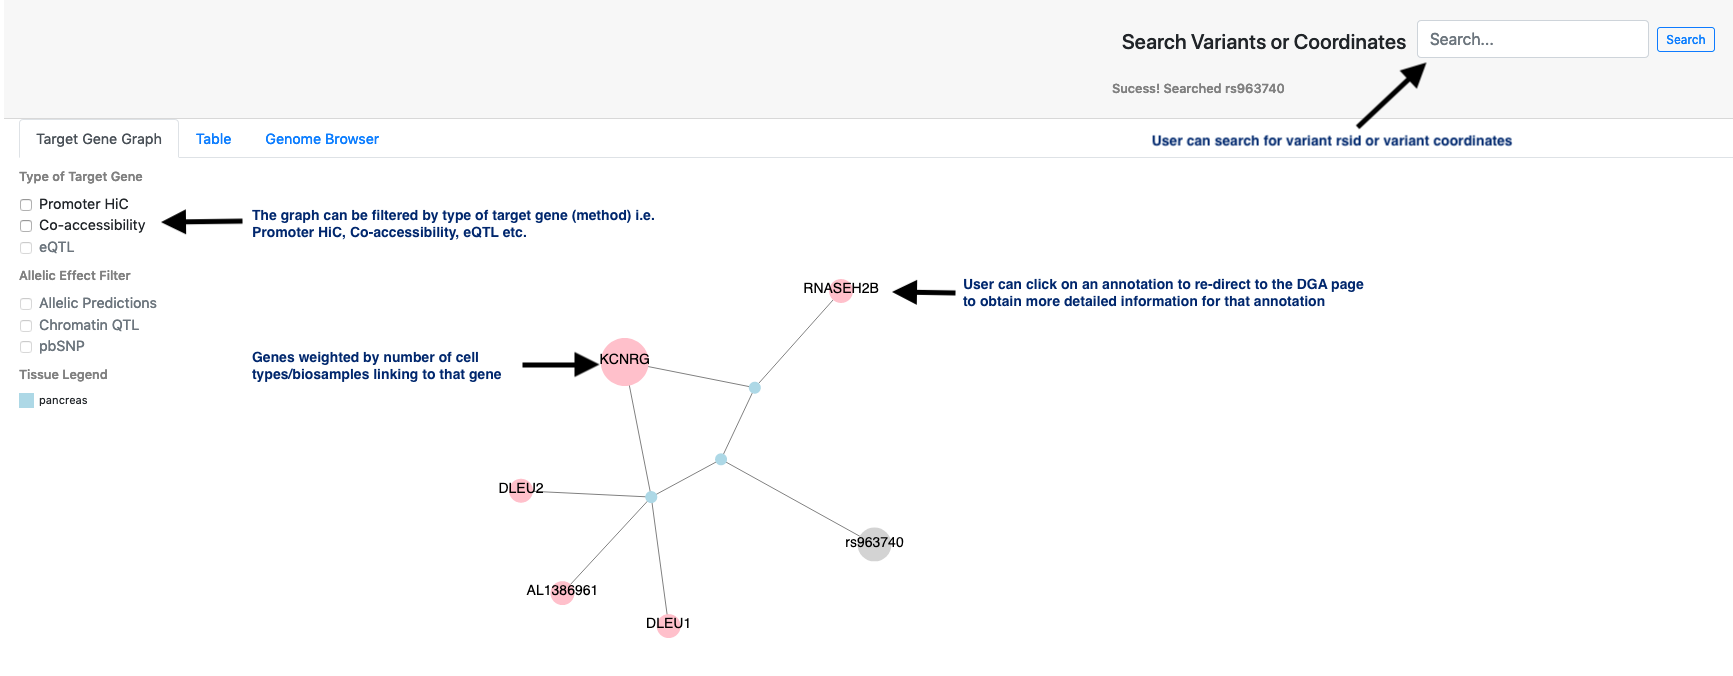 Search Variants or Coordinates
Search...
Search
Sucess! Searched rs963740
User can search for variant rsid or variant coordinates
Target Gene Graph
Table
Genome Browser
Type of Target Gene
Promoter HiC
Co-accessibility
eQTL
The graph can be filtered by type of target gene (method) i.e.
Promoter HiC, Co-accessibility, eQTL etc.
Allelic Effect Filter
Allelic Predictions
Chromatin QTL
pbSNP
Tissue Legend
pancreas
RNASEH2B
User can click on an annotation to re-direct to the DGA page
to obtain more detailed information for that annotation
Genes weighted by number of cell
types/biosamples linking to that gene
KCNRG
DLEU2
rs963740
AL1386961
DLEU1